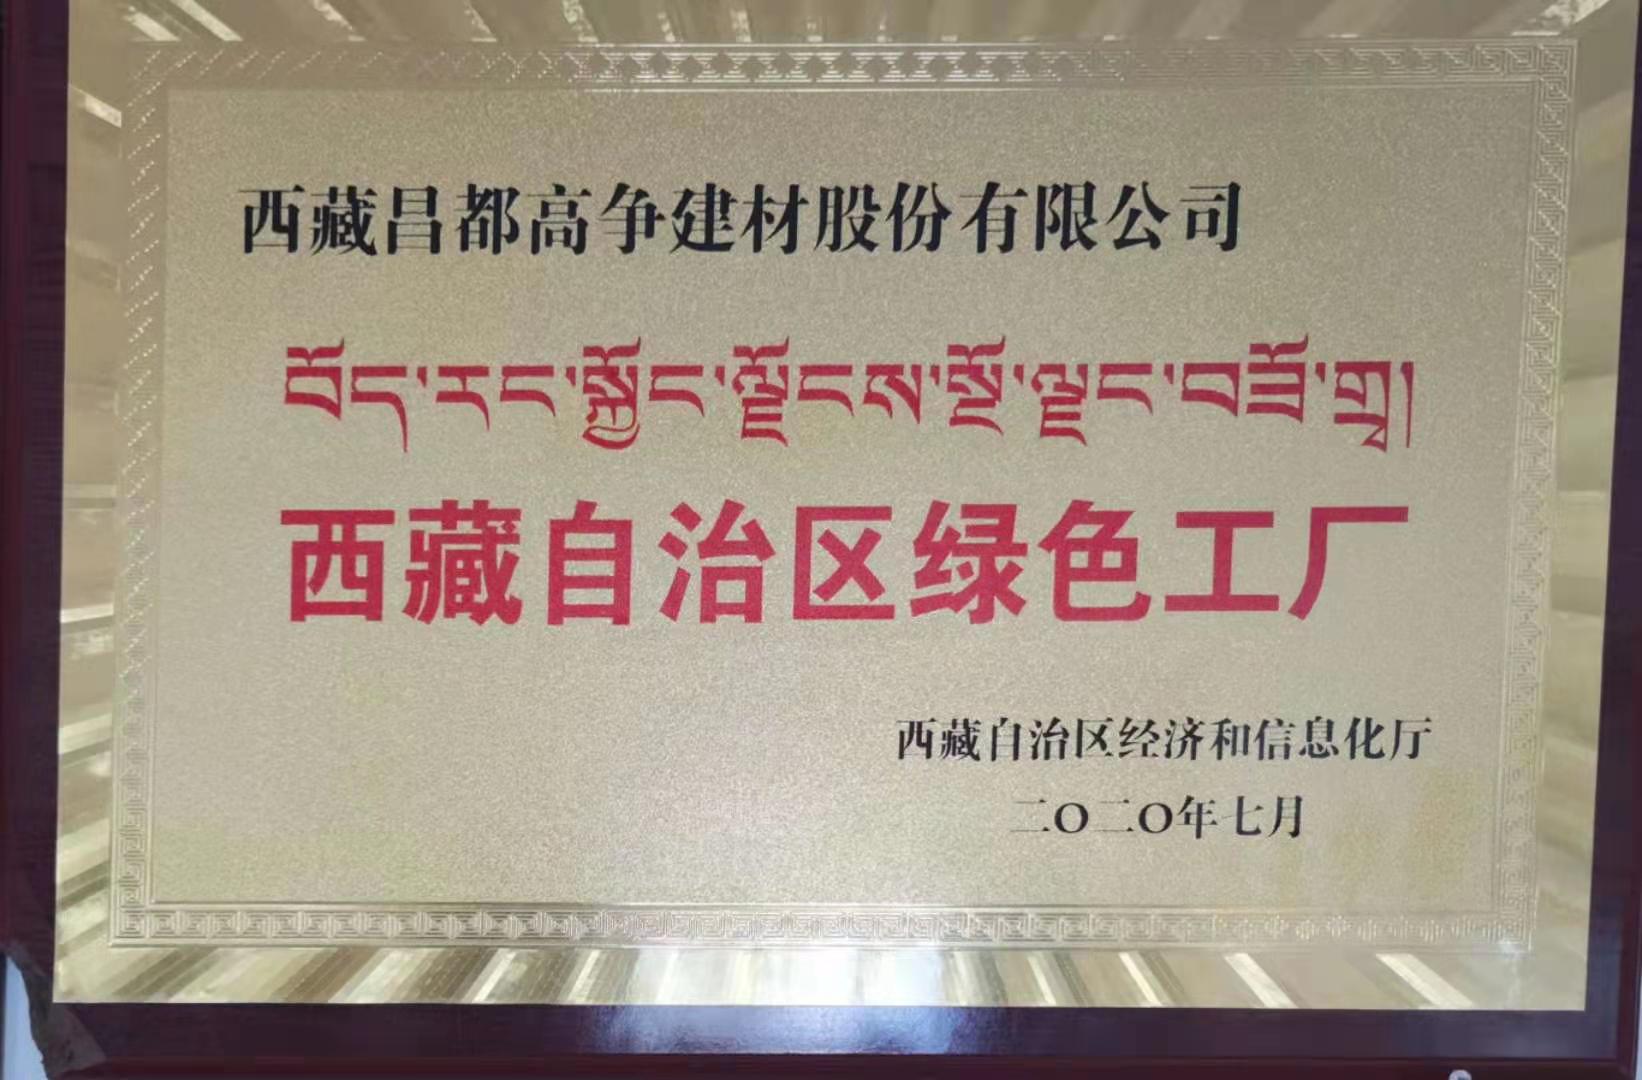 西藏昌都高争建材股份有限公司
བོད་རང་སྐྱོང་ལྗོངས་སྔོ་ལྗང་བཟོ་གྲྭ།
西藏自治区绿色工厂
西藏自治区经济和信息化厅
二〇二〇年七月